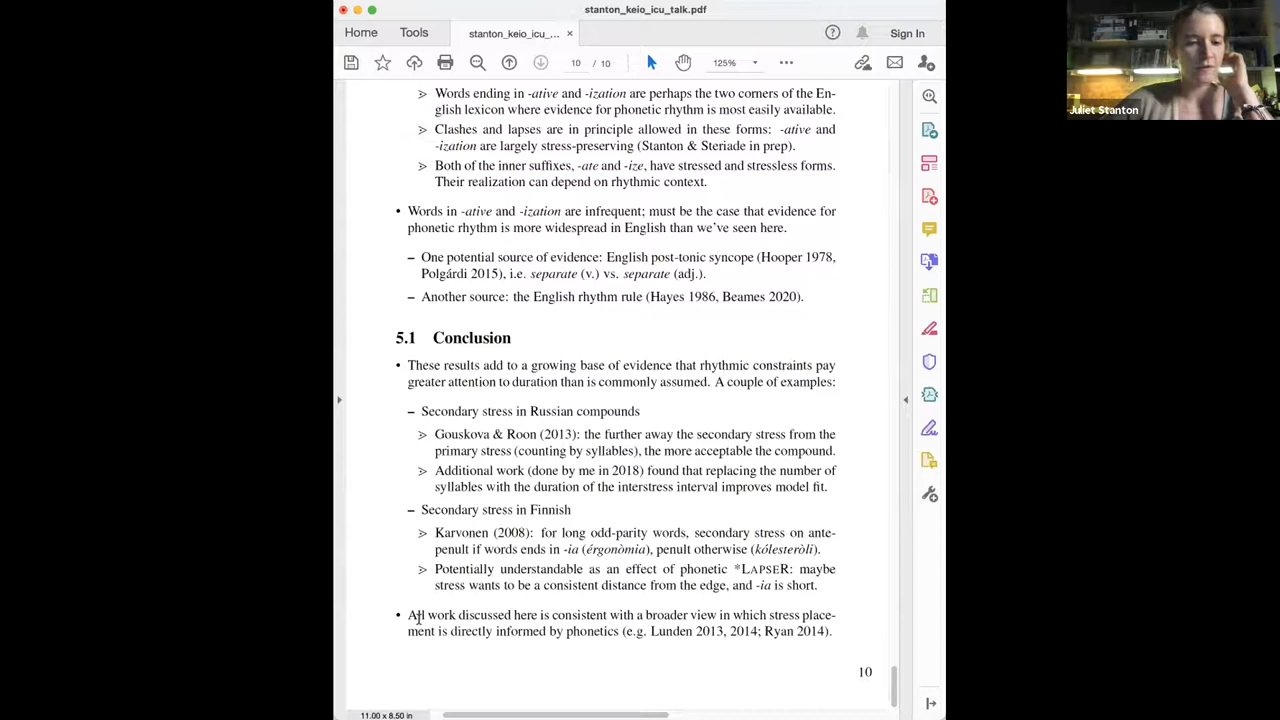 stanton_keio_icu_talk.pdf
Home
Tools
stanton_keio_icu_...
×
?
Sign In
10 / 10
125%
Juliet Stanton
➢ Words ending in -ative and -ization are perhaps the two corners of the En-
glish lexicon where evidence for phonetic rhythm is most easily available.
➢ Clashes and lapses are in principle allowed in these forms: -ative and
-ization are largely stress-preserving (Stanton & Steriade in prep).
➢ Both of the inner suffixes, -ate and -ize, have stressed and stressless forms.
Their realization can depend on rhythmic context.
• Words in -ative and -ization are infrequent; must be the case that evidence for
phonetic rhythm is more widespread in English than we've seen here.
– One potential source of evidence: English post-tonic syncope (Hooper 1978,
Polgárdi 2015), i.e. separate (v.) vs. separate (adj.).
– Another source: the English rhythm rule (Hayes 1986, Beames 2020).
5.1 Conclusion
• These results add to a growing base of evidence that rhythmic constraints pay
greater attention to duration than is commonly assumed. A couple of examples:
– Secondary stress in Russian compounds
➢ Gouskova & Roon (2013): the further away the secondary stress from the
primary stress (counting by syllables), the more acceptable the compound.
➢ Additional work (done by me in 2018) found that replacing the number of
syllables with the duration of the interstress interval improves model fit.
– Secondary stress in Finnish
➢ Karvonen (2008): for long odd-parity words, secondary stress on ante-
penult if words ends in -ia (érgonòmia), penult otherwise (kólesteròli).
➢ Potentially understandable as an effect of phonetic *LAPSER: maybe
stress wants to be a consistent distance from the edge, and -ia is short.
• All work discussed here is consistent with a broader view in which stress place-
ment is directly informed by phonetics (e.g. Lunden 2013, 2014; Ryan 2014).
10
11.00 x 8.50 in